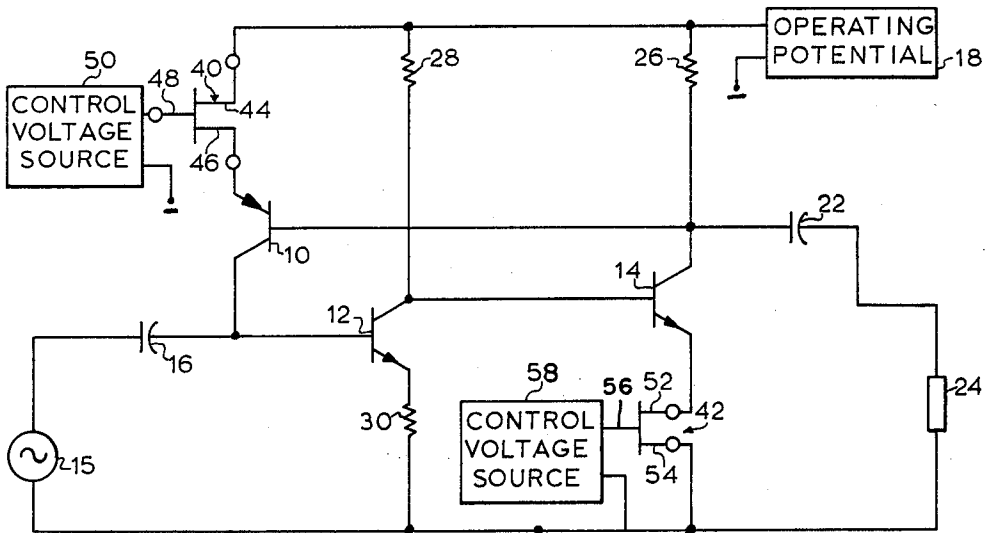 OPERATING
POTENTIAL
18
50
40
28
26
48
CONTROL
VOLTAGE
SOURCE
44
46
22
10
14
12
16
58
56
52
42
24
CONTROL
VOLTAGE
SOURCE
30
54
15